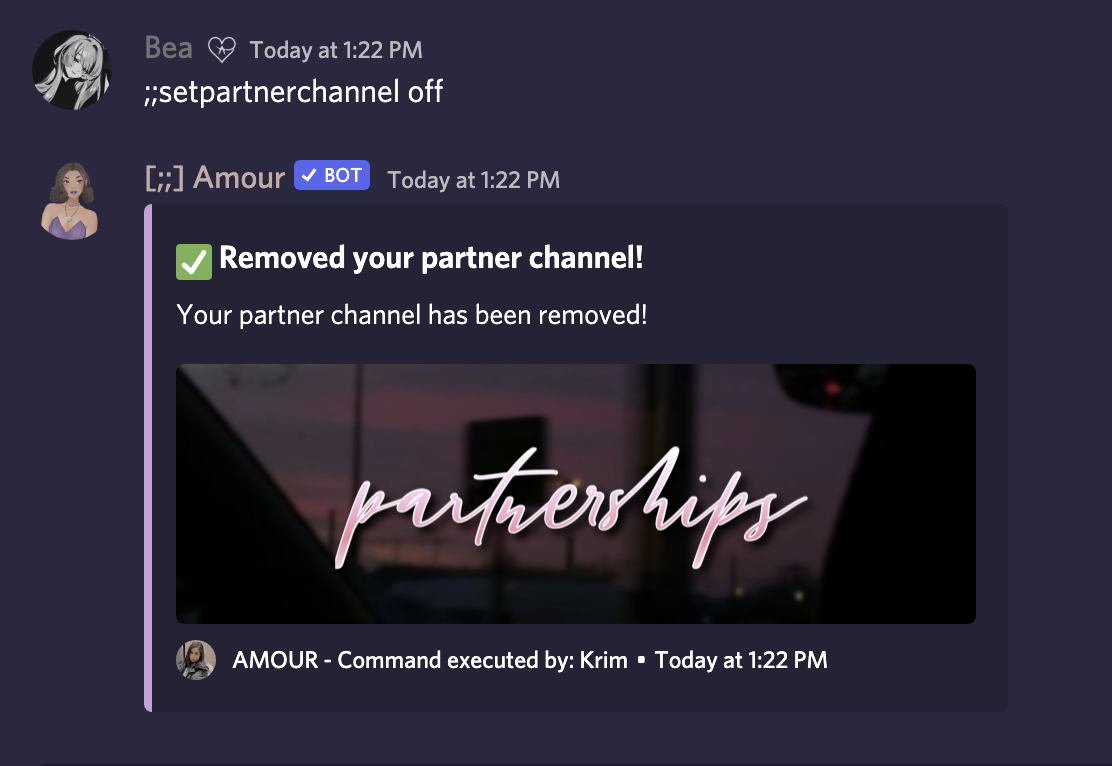 Bea Today at 1:22 PM
;;setpartnerchannel off
[;;] Amour BOT Today at 1:22 PM
Removed your partner channel!
Your partner channel has been removed!
partnerships
AMOUR - Command executed by: Krim • Today at 1:22 PM